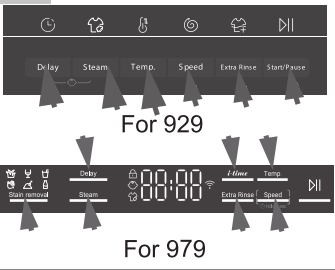 Delay Steam Temp. Speed Extra Rinse Start/Pause
For 929
Delay i-time Temp
88:88
Stain removal Steam Extra Rinse Speed
For 979